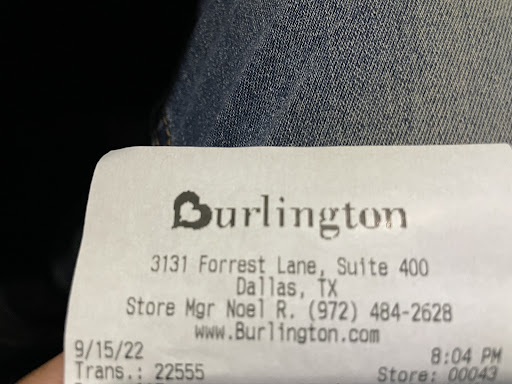 Burlington
3131 Forrest Lane, Suite 400
Dallas, TX
Store Mgr Noel R. (972) 484-2628
www.Burlington.com
9/15/22 8:04 PM
Trans.: 22555 Store: 00043